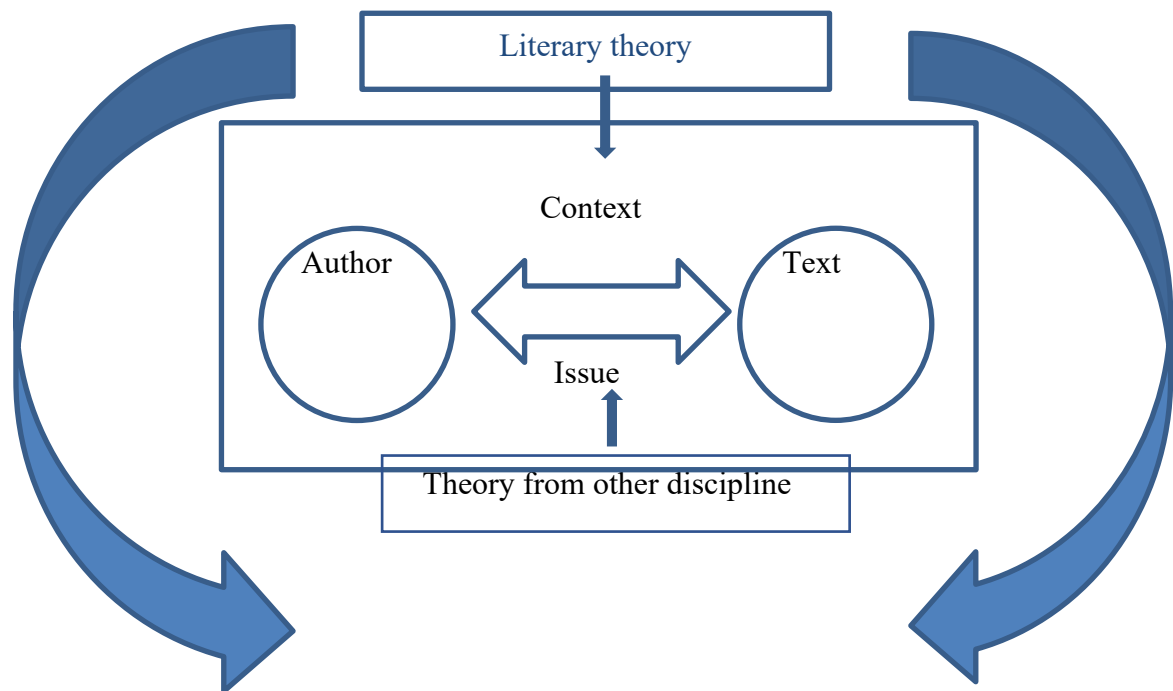 Literary theory
Context
Author
Text
Issue
Theory from other discipline